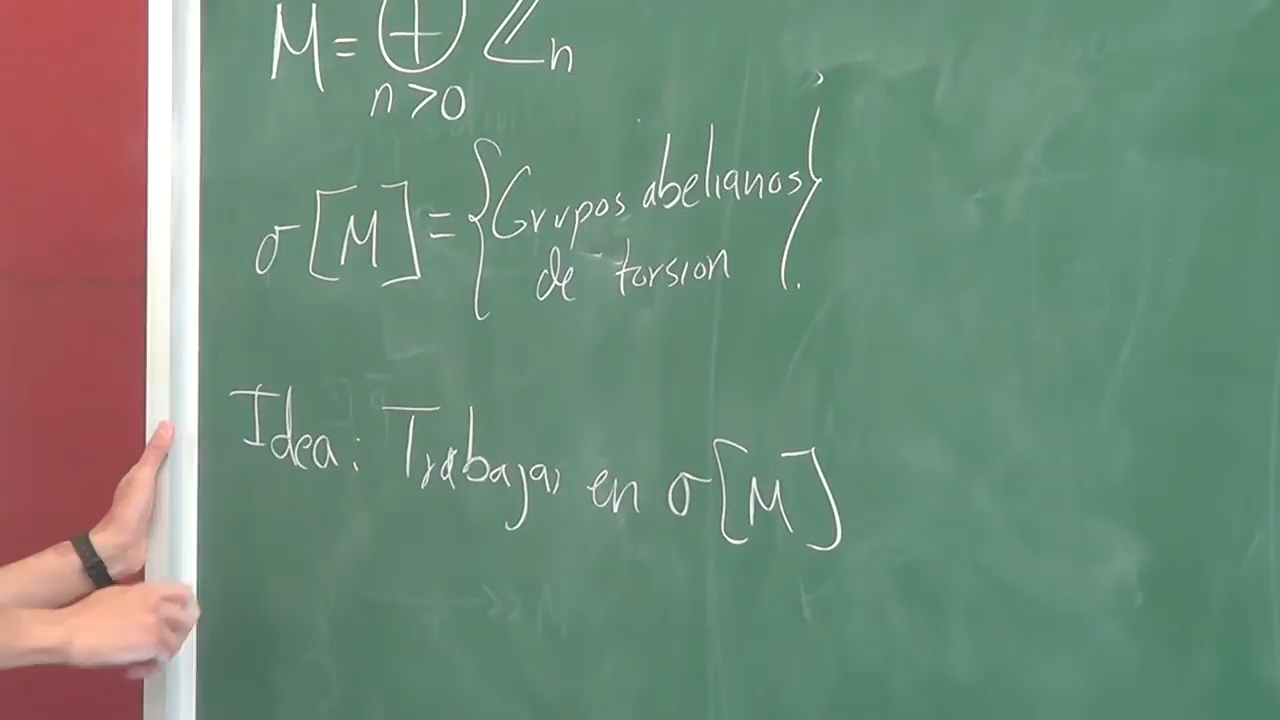 M = ⊕ ℤn
n>0
σ[M] = {Grupos abelianos
de torsion}.
Idea: Trabajar en σ[M]